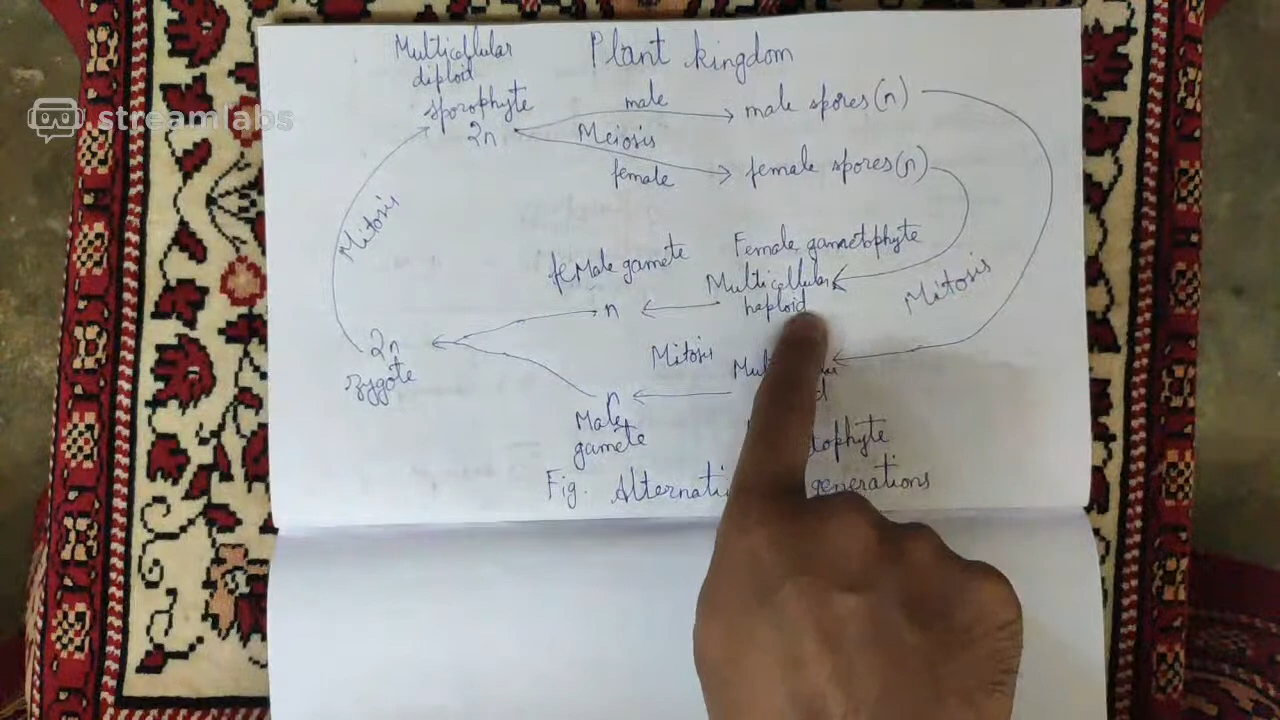 streamlabs
Plant kingdom
Multicellular
diploid
sporophyte
2n
male
Meiosis
female
male spores (n)
female spores (n)
Mitosis
Female gametophyte
Multicellular
haploid
feMale gamete
n
Mitosis
Mitosis
2n
zygote
n
Male
gamete
Fig. generations